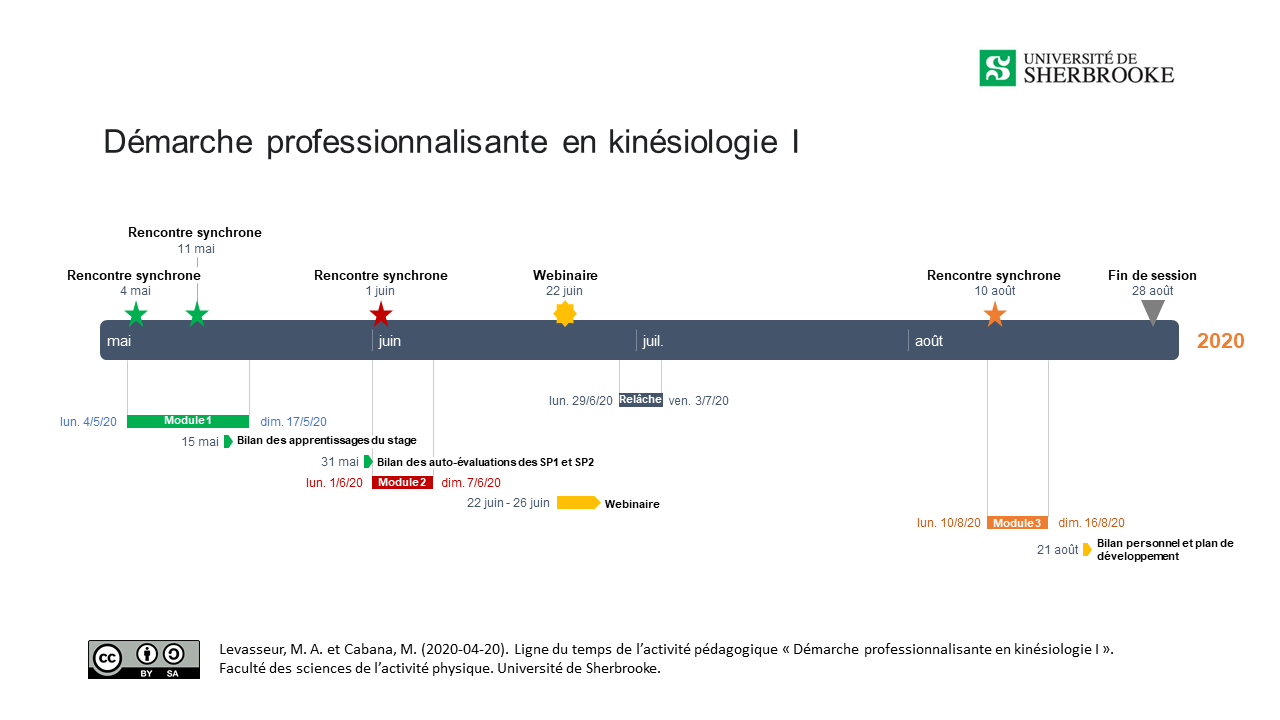 UNIVERSITÉ DE
SHERBROOKE
Démarche professionnalisante en kinésiologie I
Rencontre synchrone
11 mai
Rencontre synchrone
4 mai
Rencontre synchrone
1 juin
Webinaire
22 juin
Rencontre synchrone
10 août
Fin de session
28 août
mai
juin
juil.
août
2020
lun. 29/6/20 Relâche ven. 3/7/20
lun. 4/5/20 Module 1 dim. 17/5/20
15 mai Bilan des apprentissages du stage
31 mai Bilan des auto-évaluations des SP1 et SP2
lun. 1/6/20 Module 2 dim. 7/6/20
22 juin - 26 juin Webinaire
lun. 10/8/20 Module 3 dim. 16/8/20
21 août Bilan personnel et plan de
développement
cc BY SA
Levasseur, M. A. et Cabana, M. (2020-04-20). Ligne du temps de l’activité pédagogique « Démarche professionnalisante en kinésiologie I ».
Faculté des sciences de l’activité physique. Université de Sherbrooke.